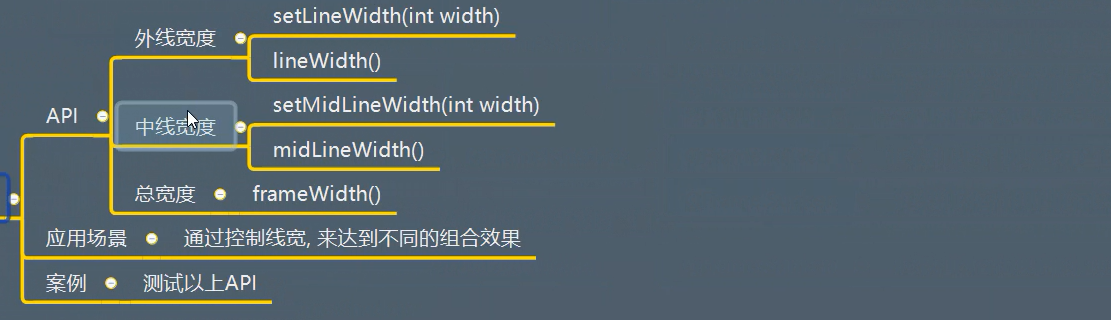 外线宽度
setLineWidth(int width)
lineWidth()
API
中线宽度
setMidLineWidth(int width)
midLineWidth()
总宽度
frameWidth()
应用场景
通过控制线宽, 来达到不同的组合效果
案例
测试以上API